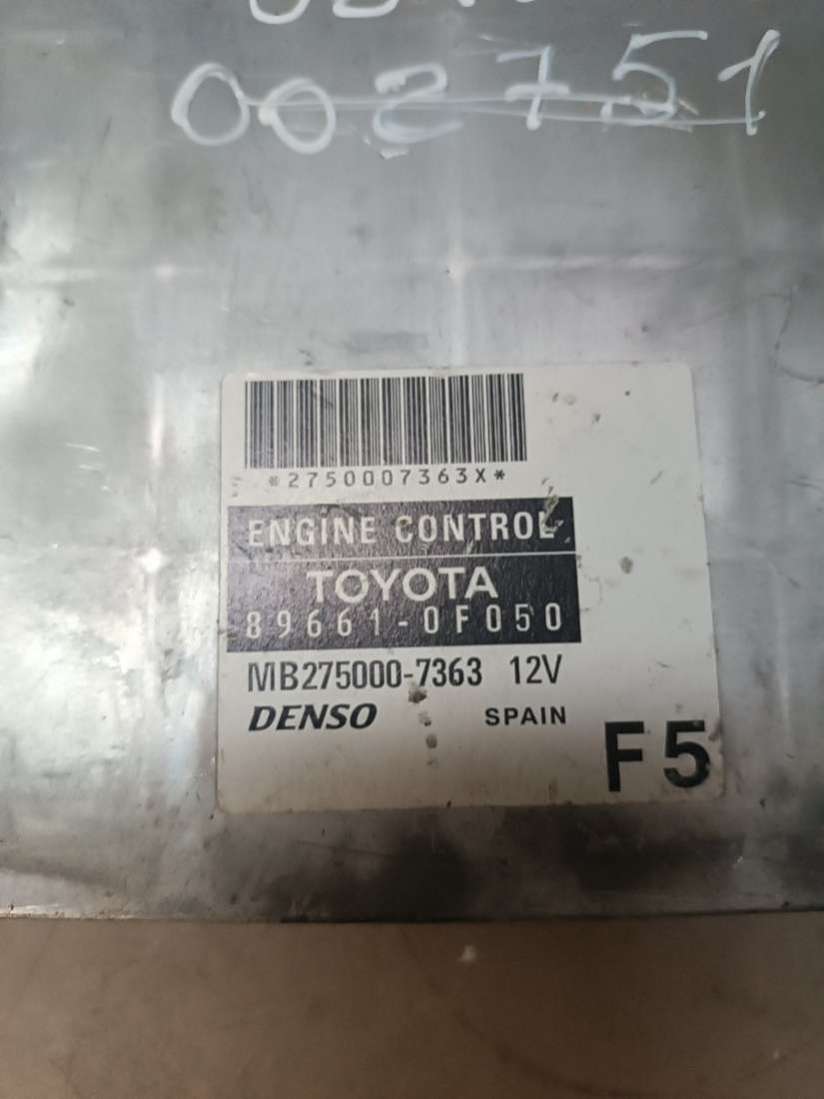 002751
*2750007363X*
ENGINE CONTROL
TOYOTA
89661-0F050
MB275000-7363 12V
DENSO SPAIN
F5